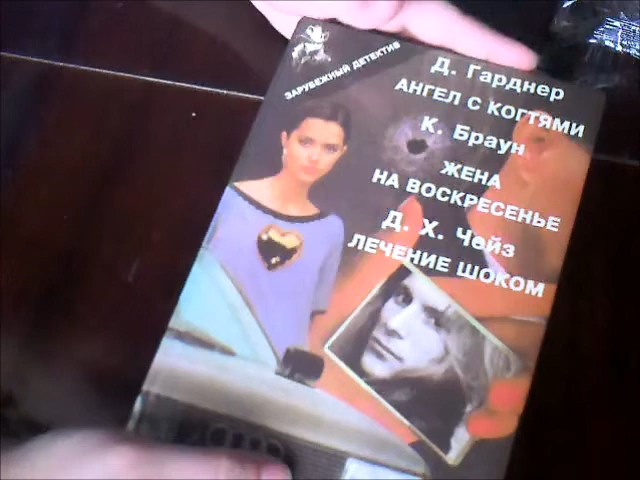 ЗАРУБЕЖНЫЙ ДЕТЕКТИВ
Д. Гарднер
АНГЕЛ С КОГТЯМИ
К. Браун
ЖЕНА
НА ВОСКРЕСЕНЬЕ
Д. Х. Чейз
ЛЕЧЕНИЕ ШОКОМ